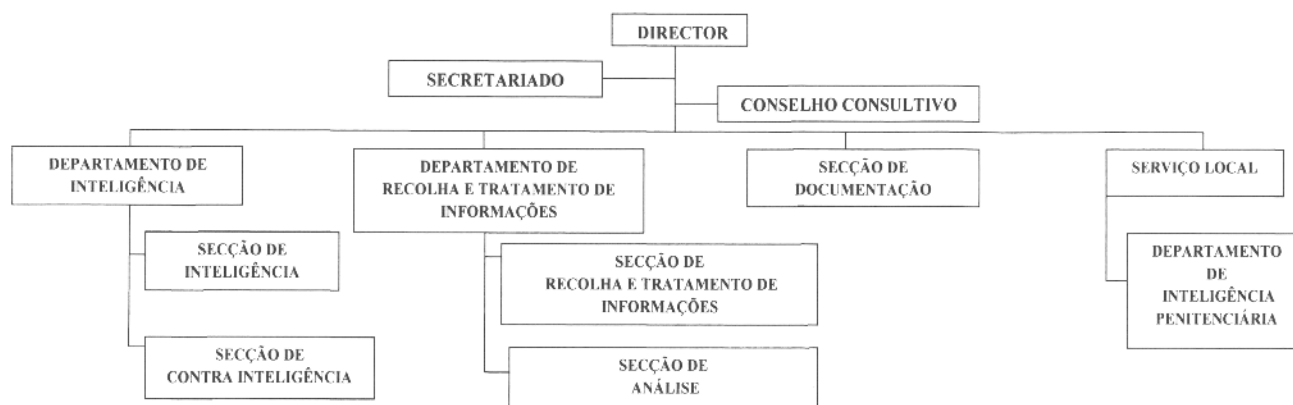 DIRECTOR
SECRETARIADO
CONSELHO CONSULTIVO
DEPARTAMENTO DE
INTELIGÊNCIA
DEPARTAMENTO DE
RECOLHA E TRATAMENTO DE
INFORMAÇÕES
SECÇÃO DE
DOCUMENTAÇÃO
SERVIÇO LOCAL
SECÇÃO DE
INTELIGÊNCIA
SECÇÃO DE
RECOLHA E TRATAMENTO DE
INFORMAÇÕES
DEPARTAMENTO
DE
INTELIGÊNCIA
PENITENCIÁRIA
SECÇÃO DE
CONTRA INTELIGÊNCIA
SECÇÃO DE
ANÁLISE